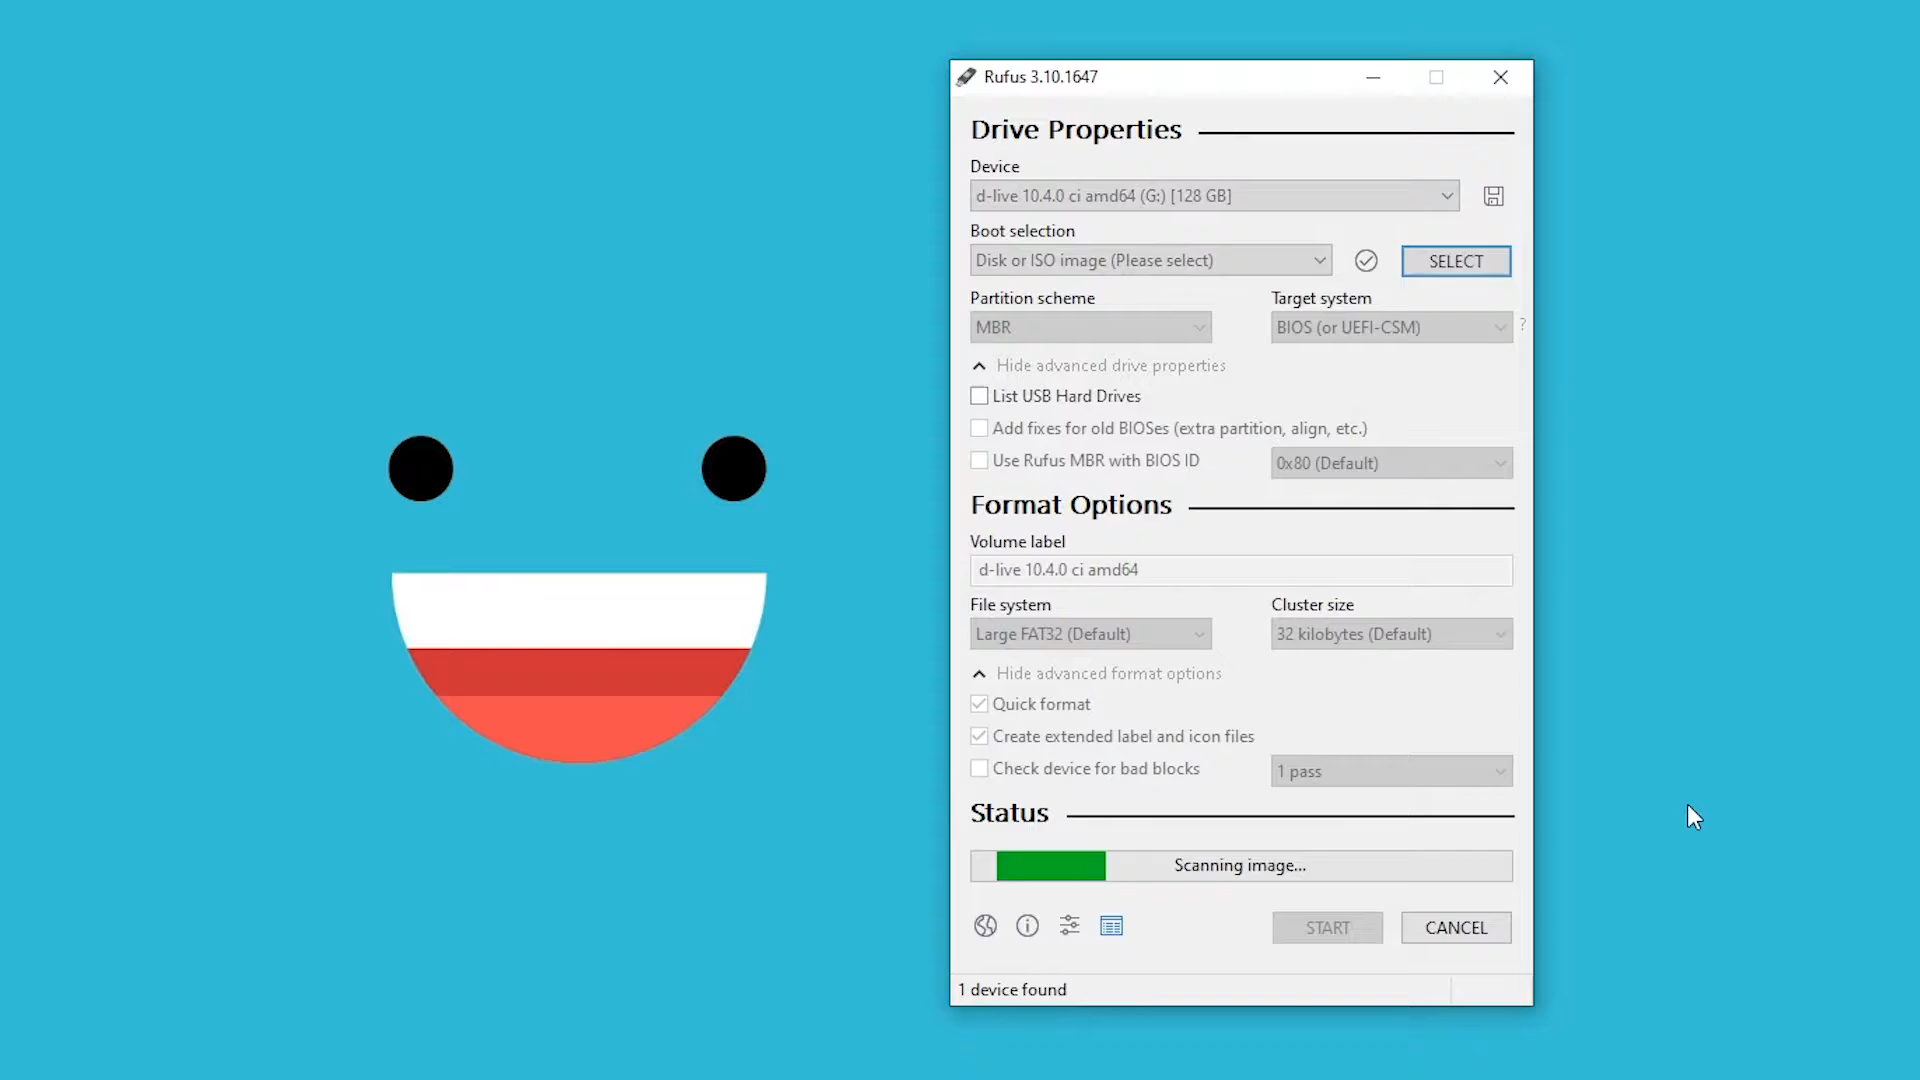 Rufus 3.10.1647
Drive Properties
Device
d-live 10.4.0 ci amd64 (G:) [128 GB]
Boot selection
Disk or ISO image (Please select)
SELECT
Partition scheme
Target system
MBR
BIOS (or UEFI-CSM)
?
Hide advanced drive properties
List USB Hard Drives
Add fixes for old BIOSes (extra partition, align, etc.)
Use Rufus MBR with BIOS ID
0x80 (Default)
Format Options
Volume label
d-live 10.4.0 ci amd64
File system
Cluster size
Large FAT32 (Default)
32 kilobytes (Default)
Hide advanced format options
Quick format
Create extended label and icon files
Check device for bad blocks
1 pass
Status
Scanning image...
START
CANCEL
1 device found